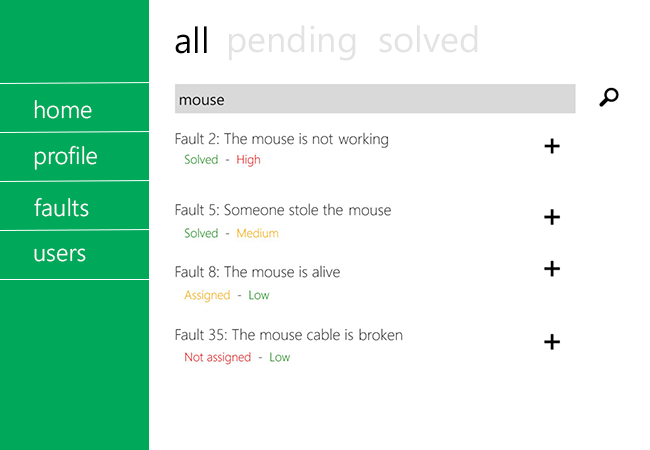 all pending solved
home
profile
faults
users
mouse
Fault 2: The mouse is not working
Solved - High
Fault 5: Someone stole the mouse
Solved - Medium
Fault 8: The mouse is alive
Assigned - Low
Fault 35: The mouse cable is broken
Not assigned - Low